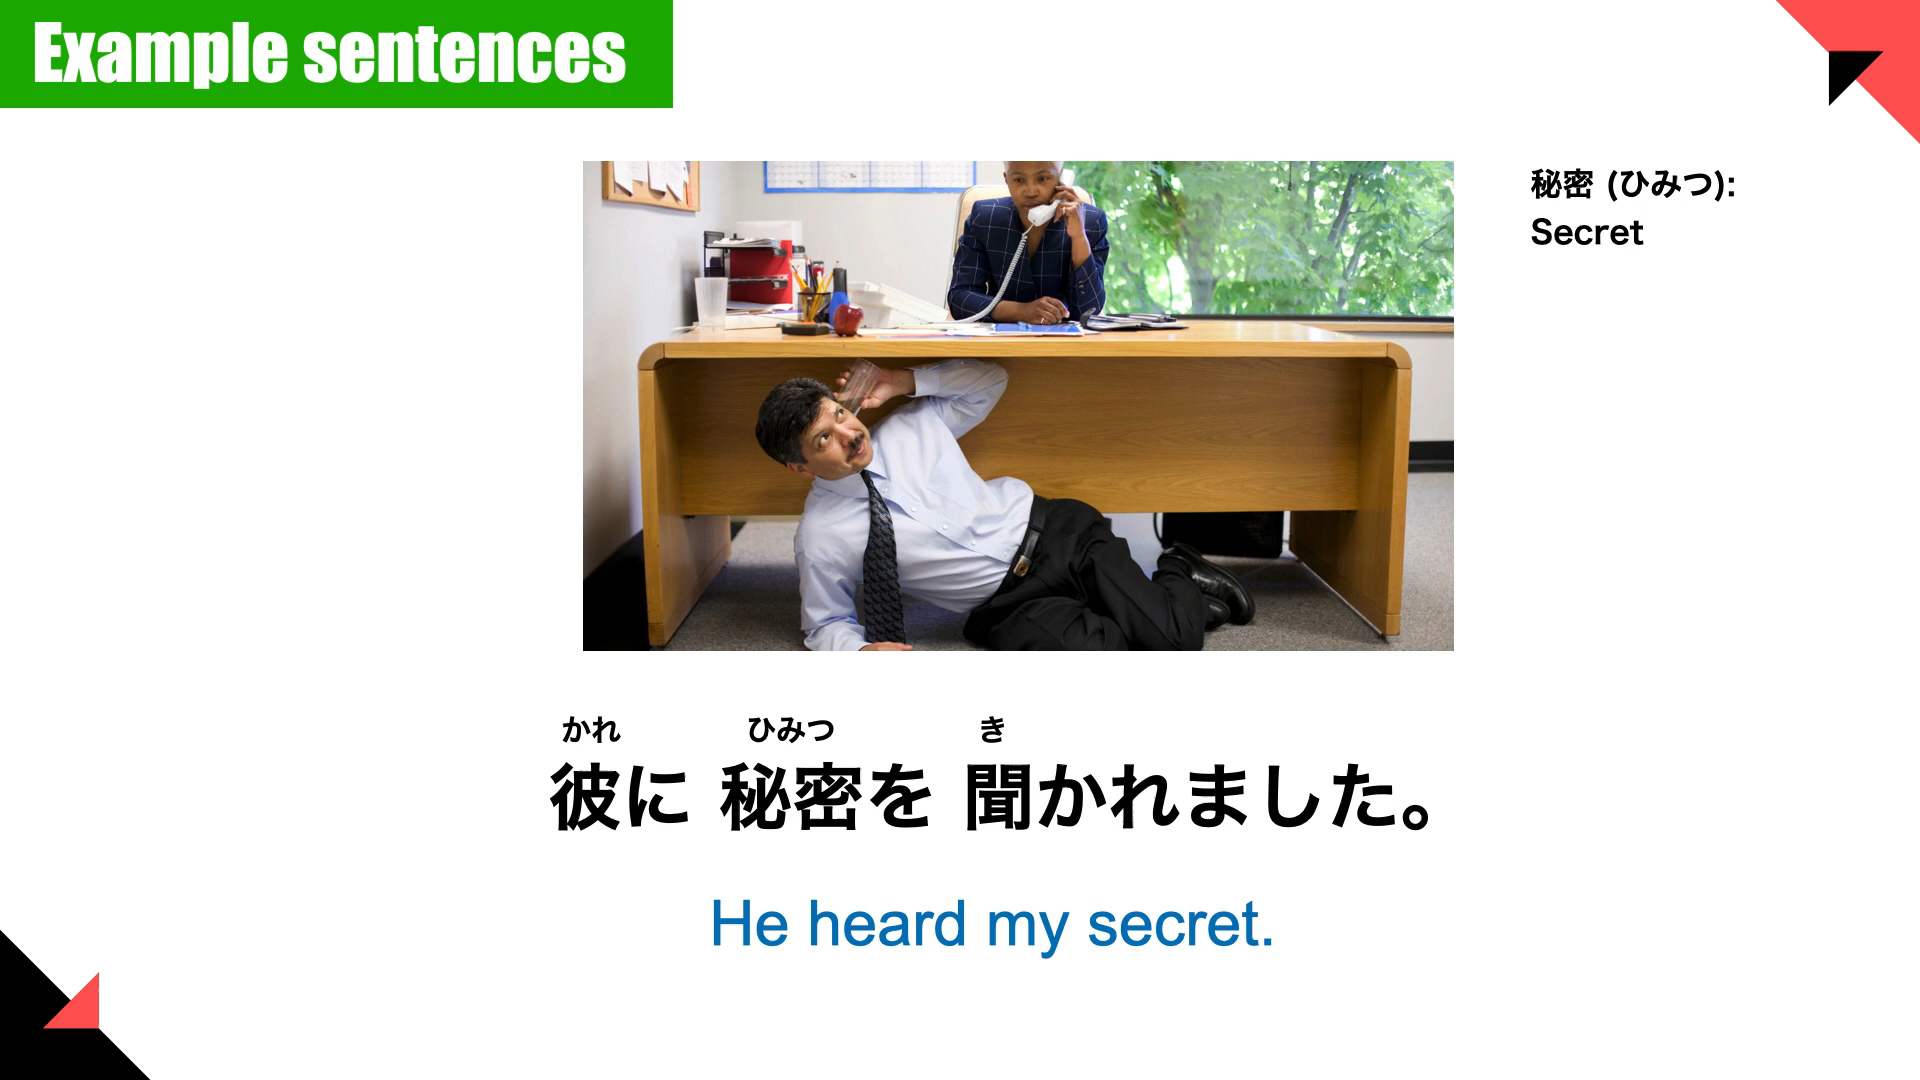 Example sentences
秘密 (ひみつ):
Secret
かれ ひみつ き
彼に 秘密を 聞かれました。
He heard my secret.